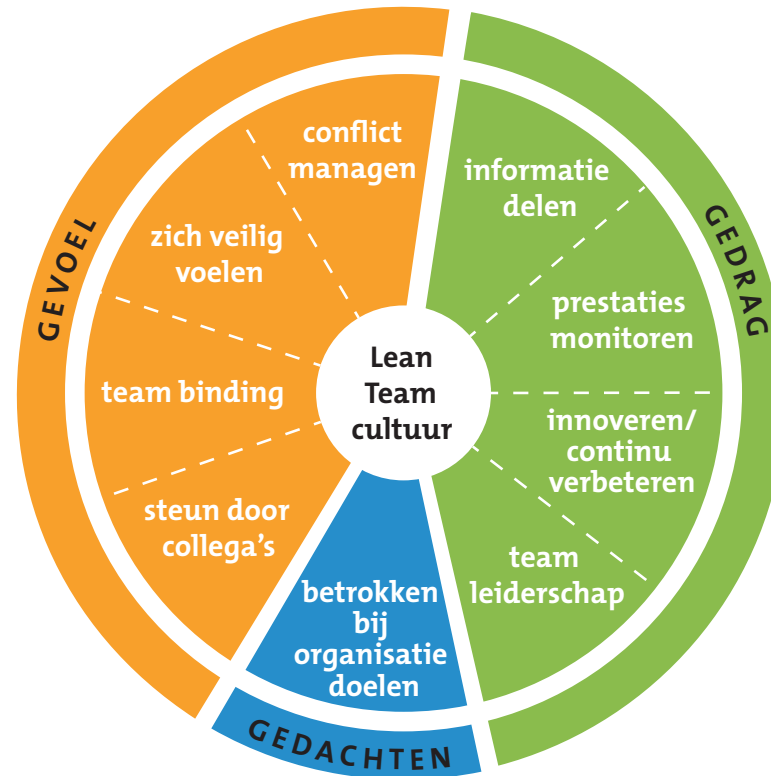 conflict
managen
informatie
delen
zich veilig
voelen
prestaties
monitoren
team binding
Lean
Team
cultuur
innoveren/
continu
verbeteren
steun door
collega's
team
leiderschap
betrokken
bij
organisatie
doelen
GEVOEL
GEDRAG
GEDACHTEN